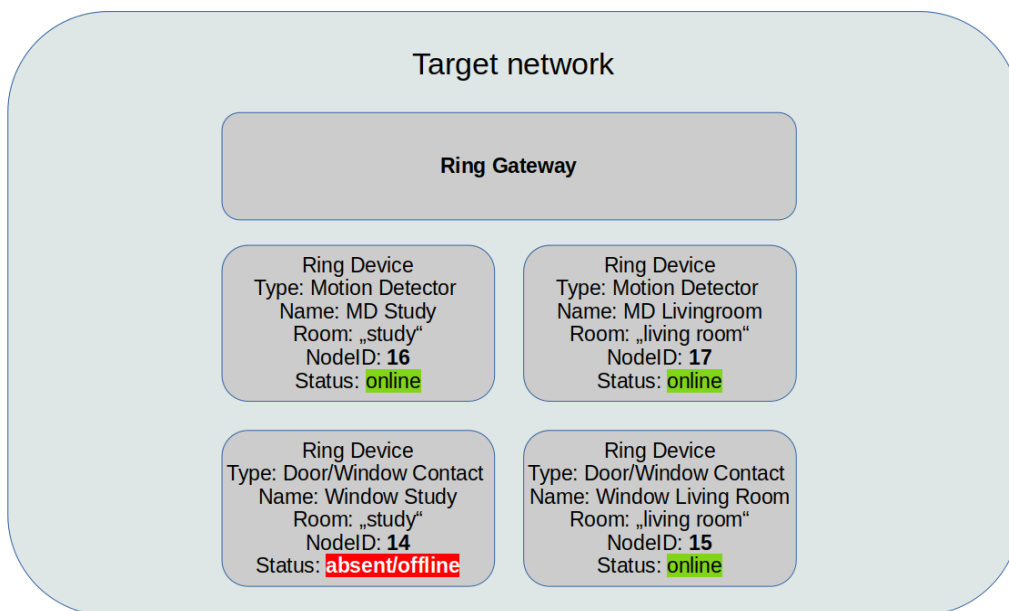 Target network
Ring Gateway
Ring Device
Type: Motion Detector
Name: MD Study
Room: „study“
NodeID: 16
Status: online
Ring Device
Type: Motion Detector
Name: MD Livingroom
Room: „living room“
NodeID: 17
Status: online
Ring Device
Type: Door/Window Contact
Name: Window Study
Room: „study“
NodeID: 14
Status: absent/offline
Ring Device
Type: Door/Window Contact
Name: Window Living Room
Room: „living room“
NodeID: 15
Status: online